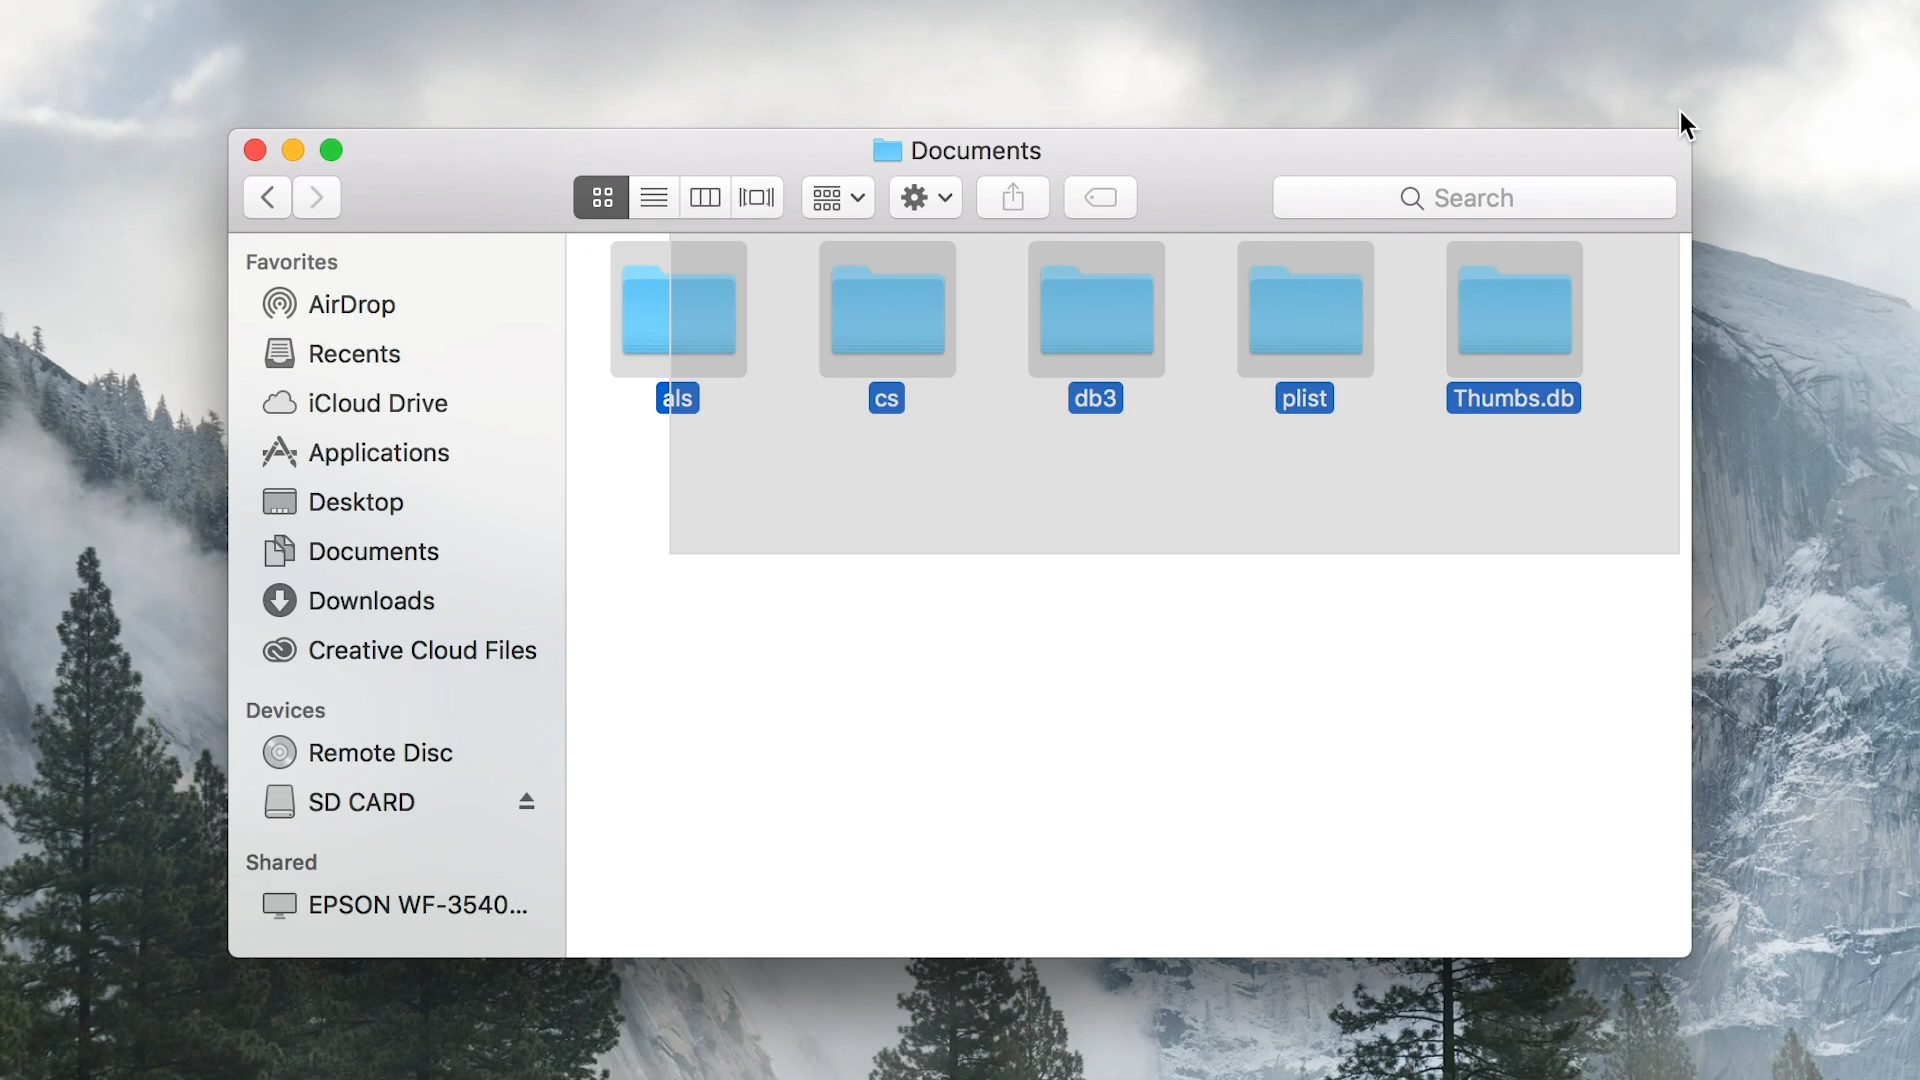 Documents
Search
Favorites
AirDrop
Recents
iCloud Drive
Applications
Desktop
Documents
Downloads
Creative Cloud Files
Devices
Remote Disc
SD CARD
Shared
EPSON WF-3540...
als
cs
db3
plist
Thumbs.db